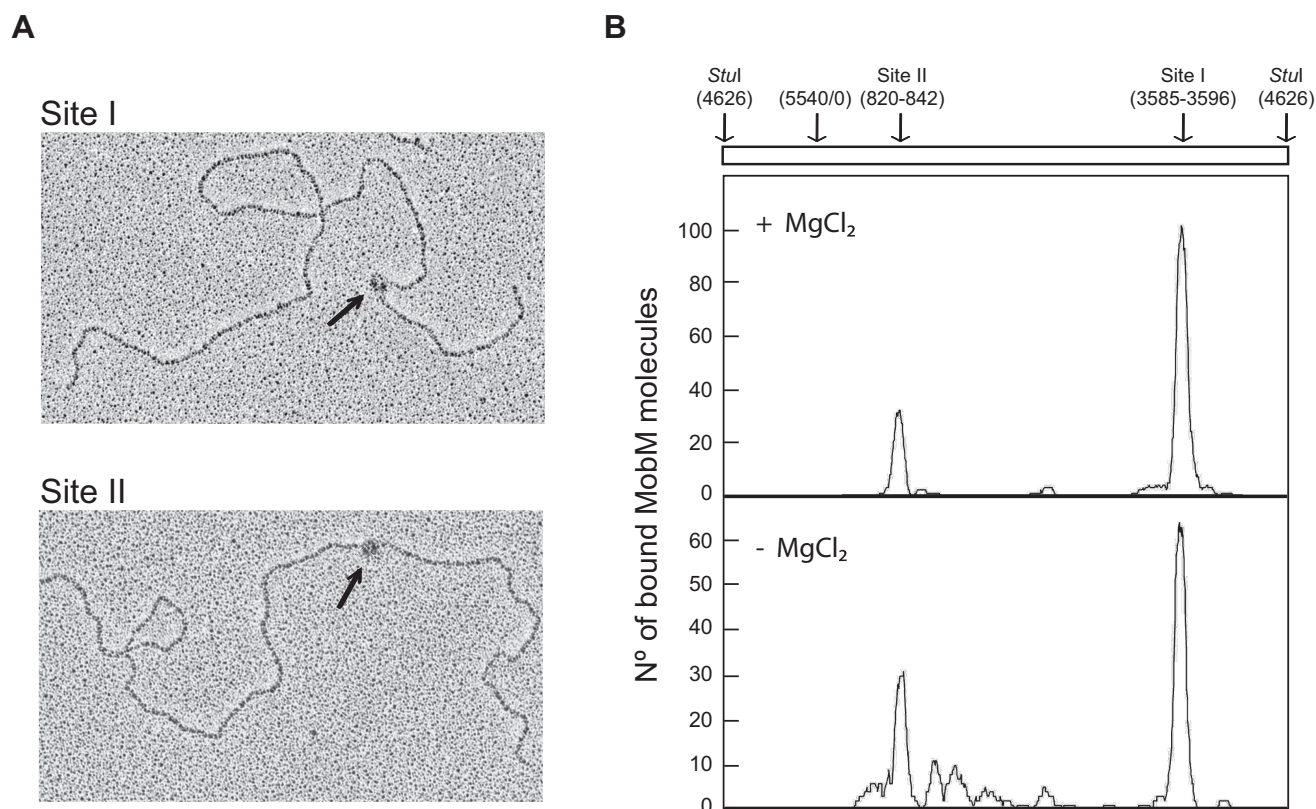 A
B
Site I
Site II
StuI Site II Site I StuI
(4626) (5540/0) (820-842) (3585-3596) (4626)
Nº of bound MobM molecules
+ MgCl₂
100
80
60
40
20
0
- MgCl₂
60
50
40
30
20
10
0